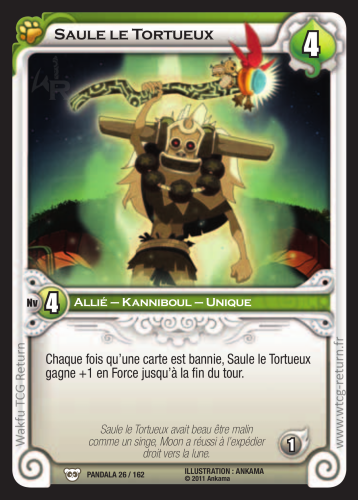 Saule le Tortueux
4
Nv 4
Allié – Kanniboul – Unique
Chaque fois qu'une carte est bannie, Saule le Tortueux
gagne +1 en Force jusqu'à la fin du tour.
Saule le Tortueux avait beau être malin
comme un singe, Moon a réussi à l'expédier
droit vers la lune.
1
PANDALA 26 / 162
ILLUSTRATION : ANKAMA
© 2011 Ankama
Wakfu TCG Return
http://www.wtcg-return.fr